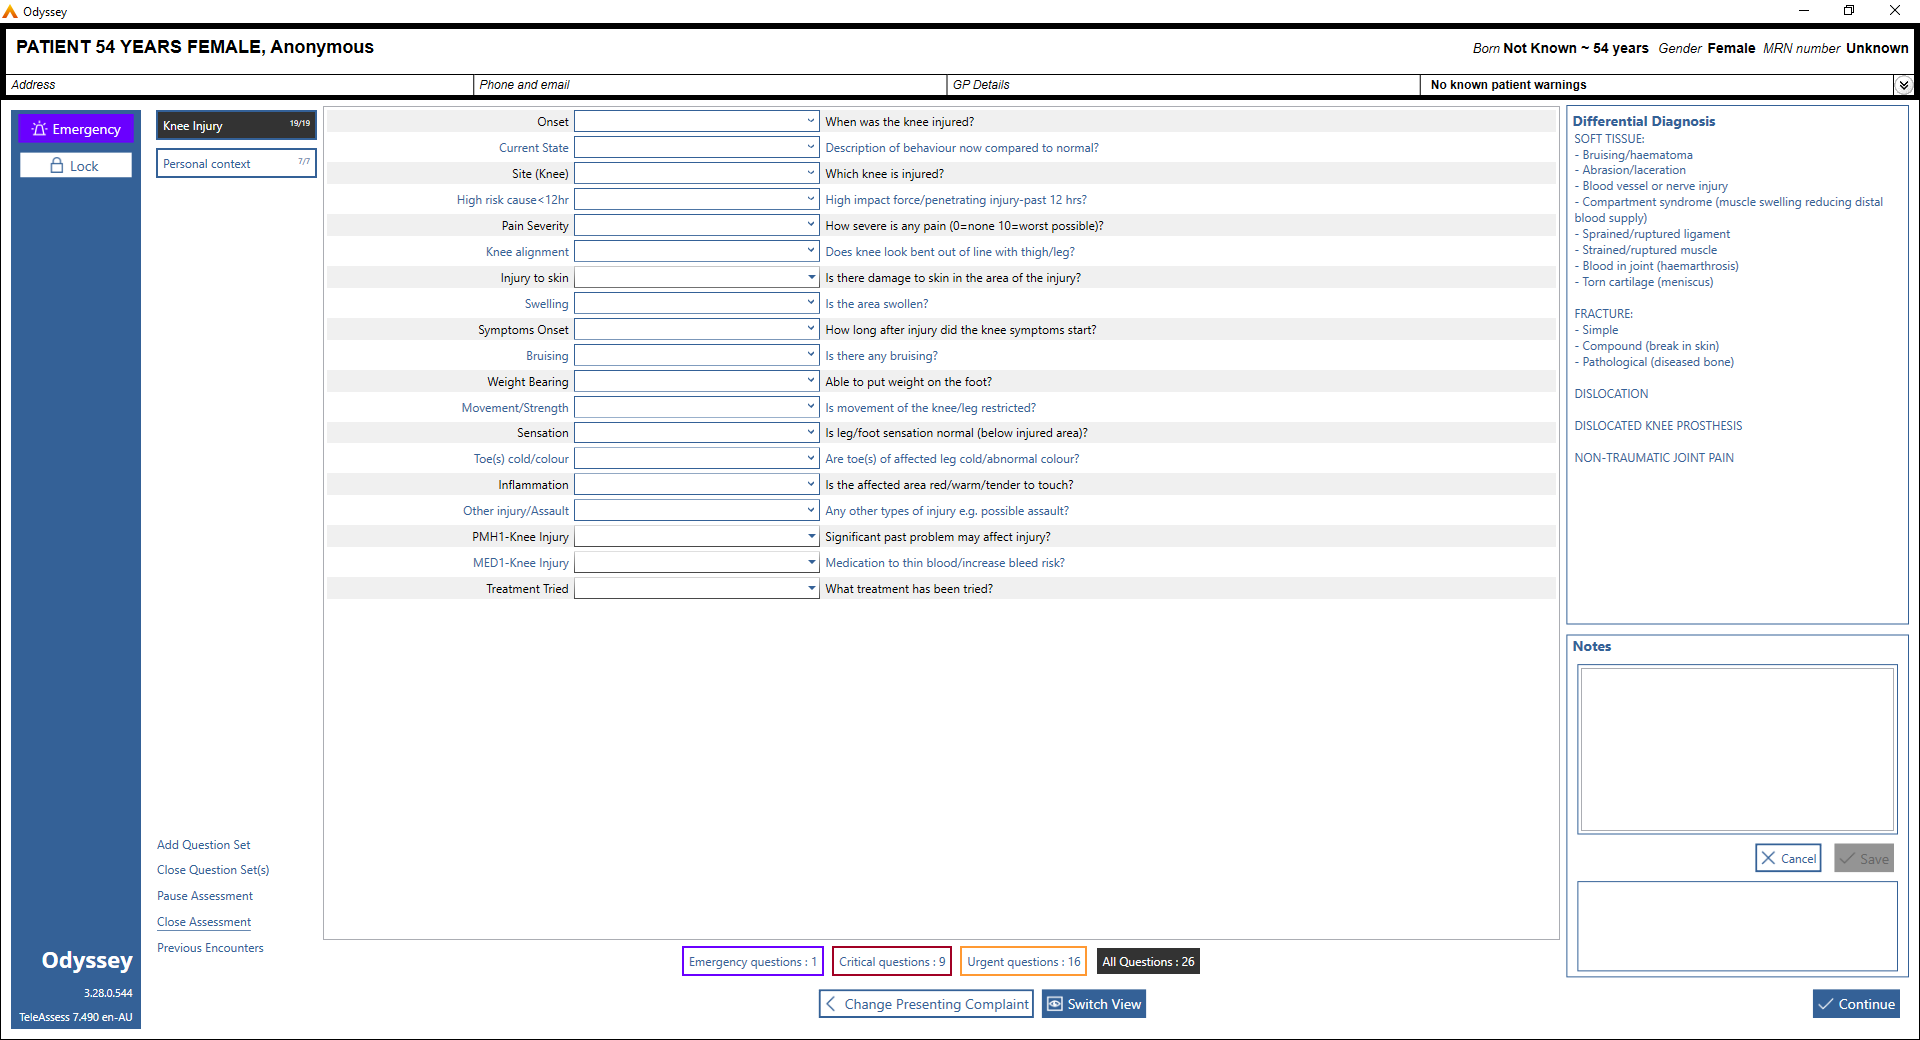 Odyssey
PATIENT 54 YEARS FEMALE, Anonymous
Born Not Known ~ 54 years Gender Female MRN number Unknown
Address
Phone and email
GP Details
No known patient warnings
Emergency
Lock
Knee Injury 19/19
Personal context 7/7
Onset When was the knee injured?
Current State Description of behaviour now compared to normal?
Site (Knee) Which knee is injured?
High risk cause<12hr High impact force/penetrating injury-past 12 hrs?
Pain Severity How severe is any pain (0=none 10=worst possible)?
Knee alignment Does knee look bent out of line with thigh/leg?
Injury to skin Is there damage to skin in the area of the injury?
Swelling Is the area swollen?
Symptoms Onset How long after injury did the knee symptoms start?
Bruising Is there any bruising?
Weight Bearing Able to put weight on the foot?
Movement/Strength Is movement of the knee/leg restricted?
Sensation Is leg/foot sensation normal (below injured area)?
Toe(s) cold/colour Are toe(s) of affected leg cold/abnormal colour?
Inflammation Is the affected area red/warm/tender to touch?
Other injury/Assault Any other types of injury e.g. possible assault?
PMH1-Knee Injury Significant past problem may affect injury?
MED1-Knee Injury Medication to thin blood/increase bleed risk?
Treatment Tried What treatment has been tried?
Differential Diagnosis
SOFT TISSUE:
- Bruising/haematoma
- Abrasion/laceration
- Blood vessel or nerve injury
- Compartment syndrome (muscle swelling reducing distal
blood supply)
- Sprained/ruptured ligament
- Strained/ruptured muscle
- Blood in joint (haemarthrosis)
- Torn cartilage (meniscus)
FRACTURE:
- Simple
- Compound (break in skin)
- Pathological (diseased bone)
DISLOCATION
DISLOCATED KNEE PROSTHESIS
NON-TRAUMATIC JOINT PAIN
Notes
Cancel
Save
Add Question Set
Close Question Set(s)
Pause Assessment
Close Assessment
Previous Encounters
Odyssey
3.28.0.544
TeleAssess 7.490 en-AU
Emergency questions : 1
Critical questions : 9
Urgent questions : 16
All Questions : 26
Change Presenting Complaint
Switch View
Continue